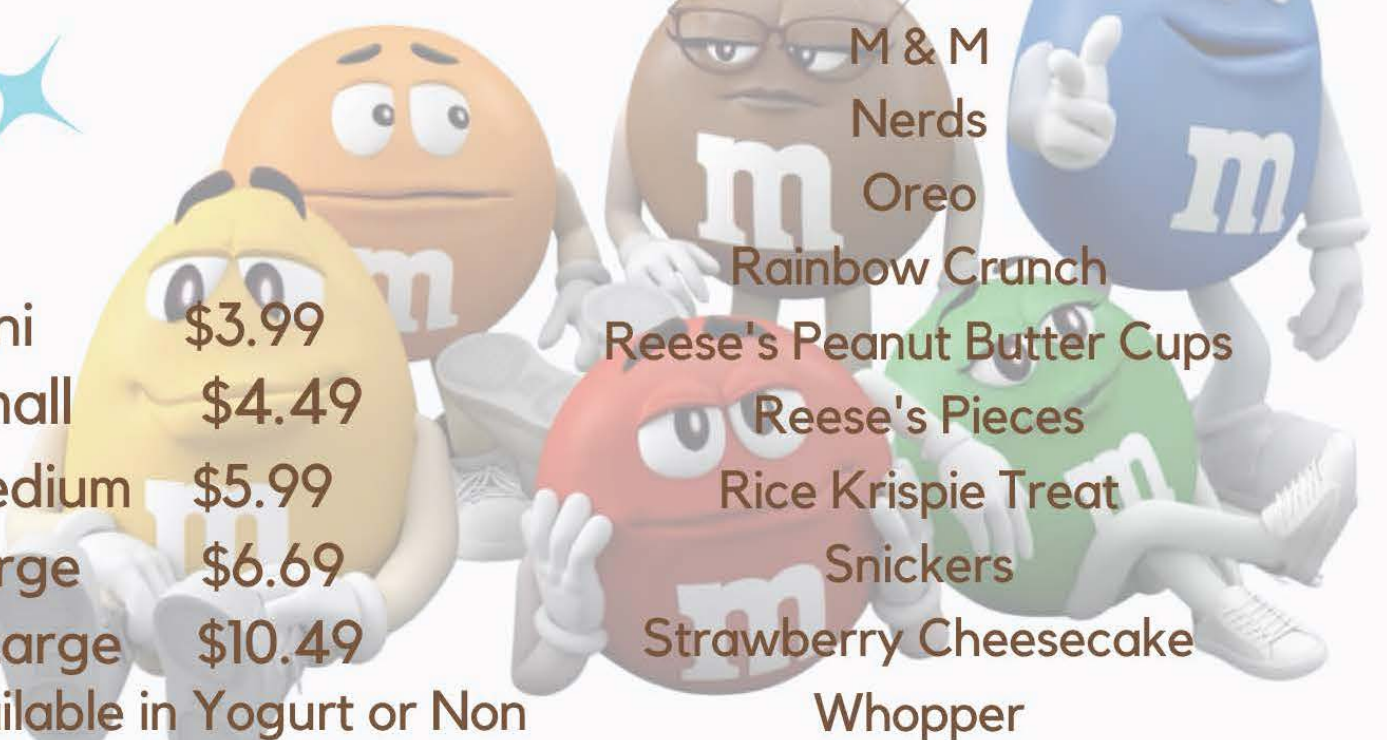 ni $3.99
nall $4.49
edium $5.99
rge $6.69
arge $10.49
ilable in Yogurt or Non
M & M
Nerds
Oreo
Rainbow Crunch
Reese's Peanut Butter Cups
Reese's Pieces
Rice Krispie Treat
Snickers
Strawberry Cheesecake
Whopper
m
m
m
m
m
m